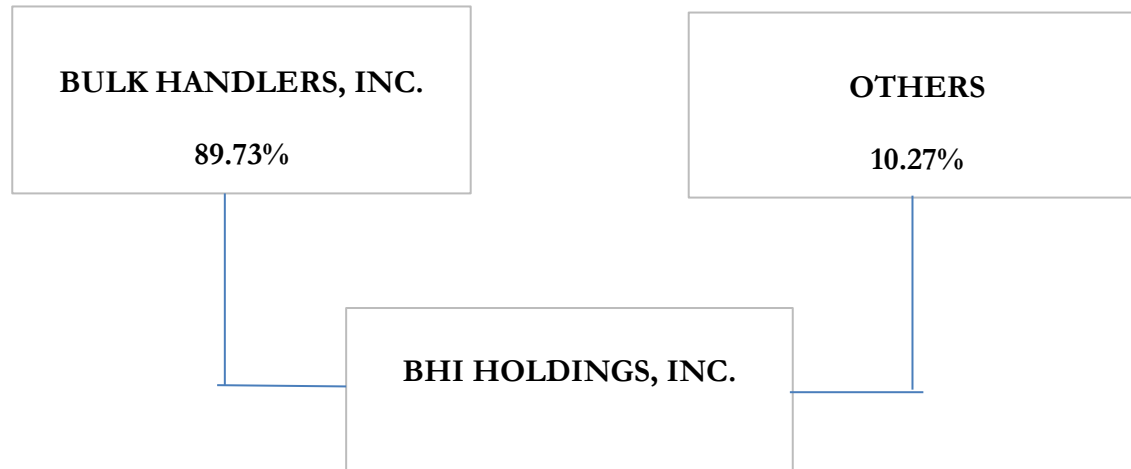 BULK HANDLERS, INC.
89.73%
OTHERS
10.27%
BHI HOLDINGS, INC.